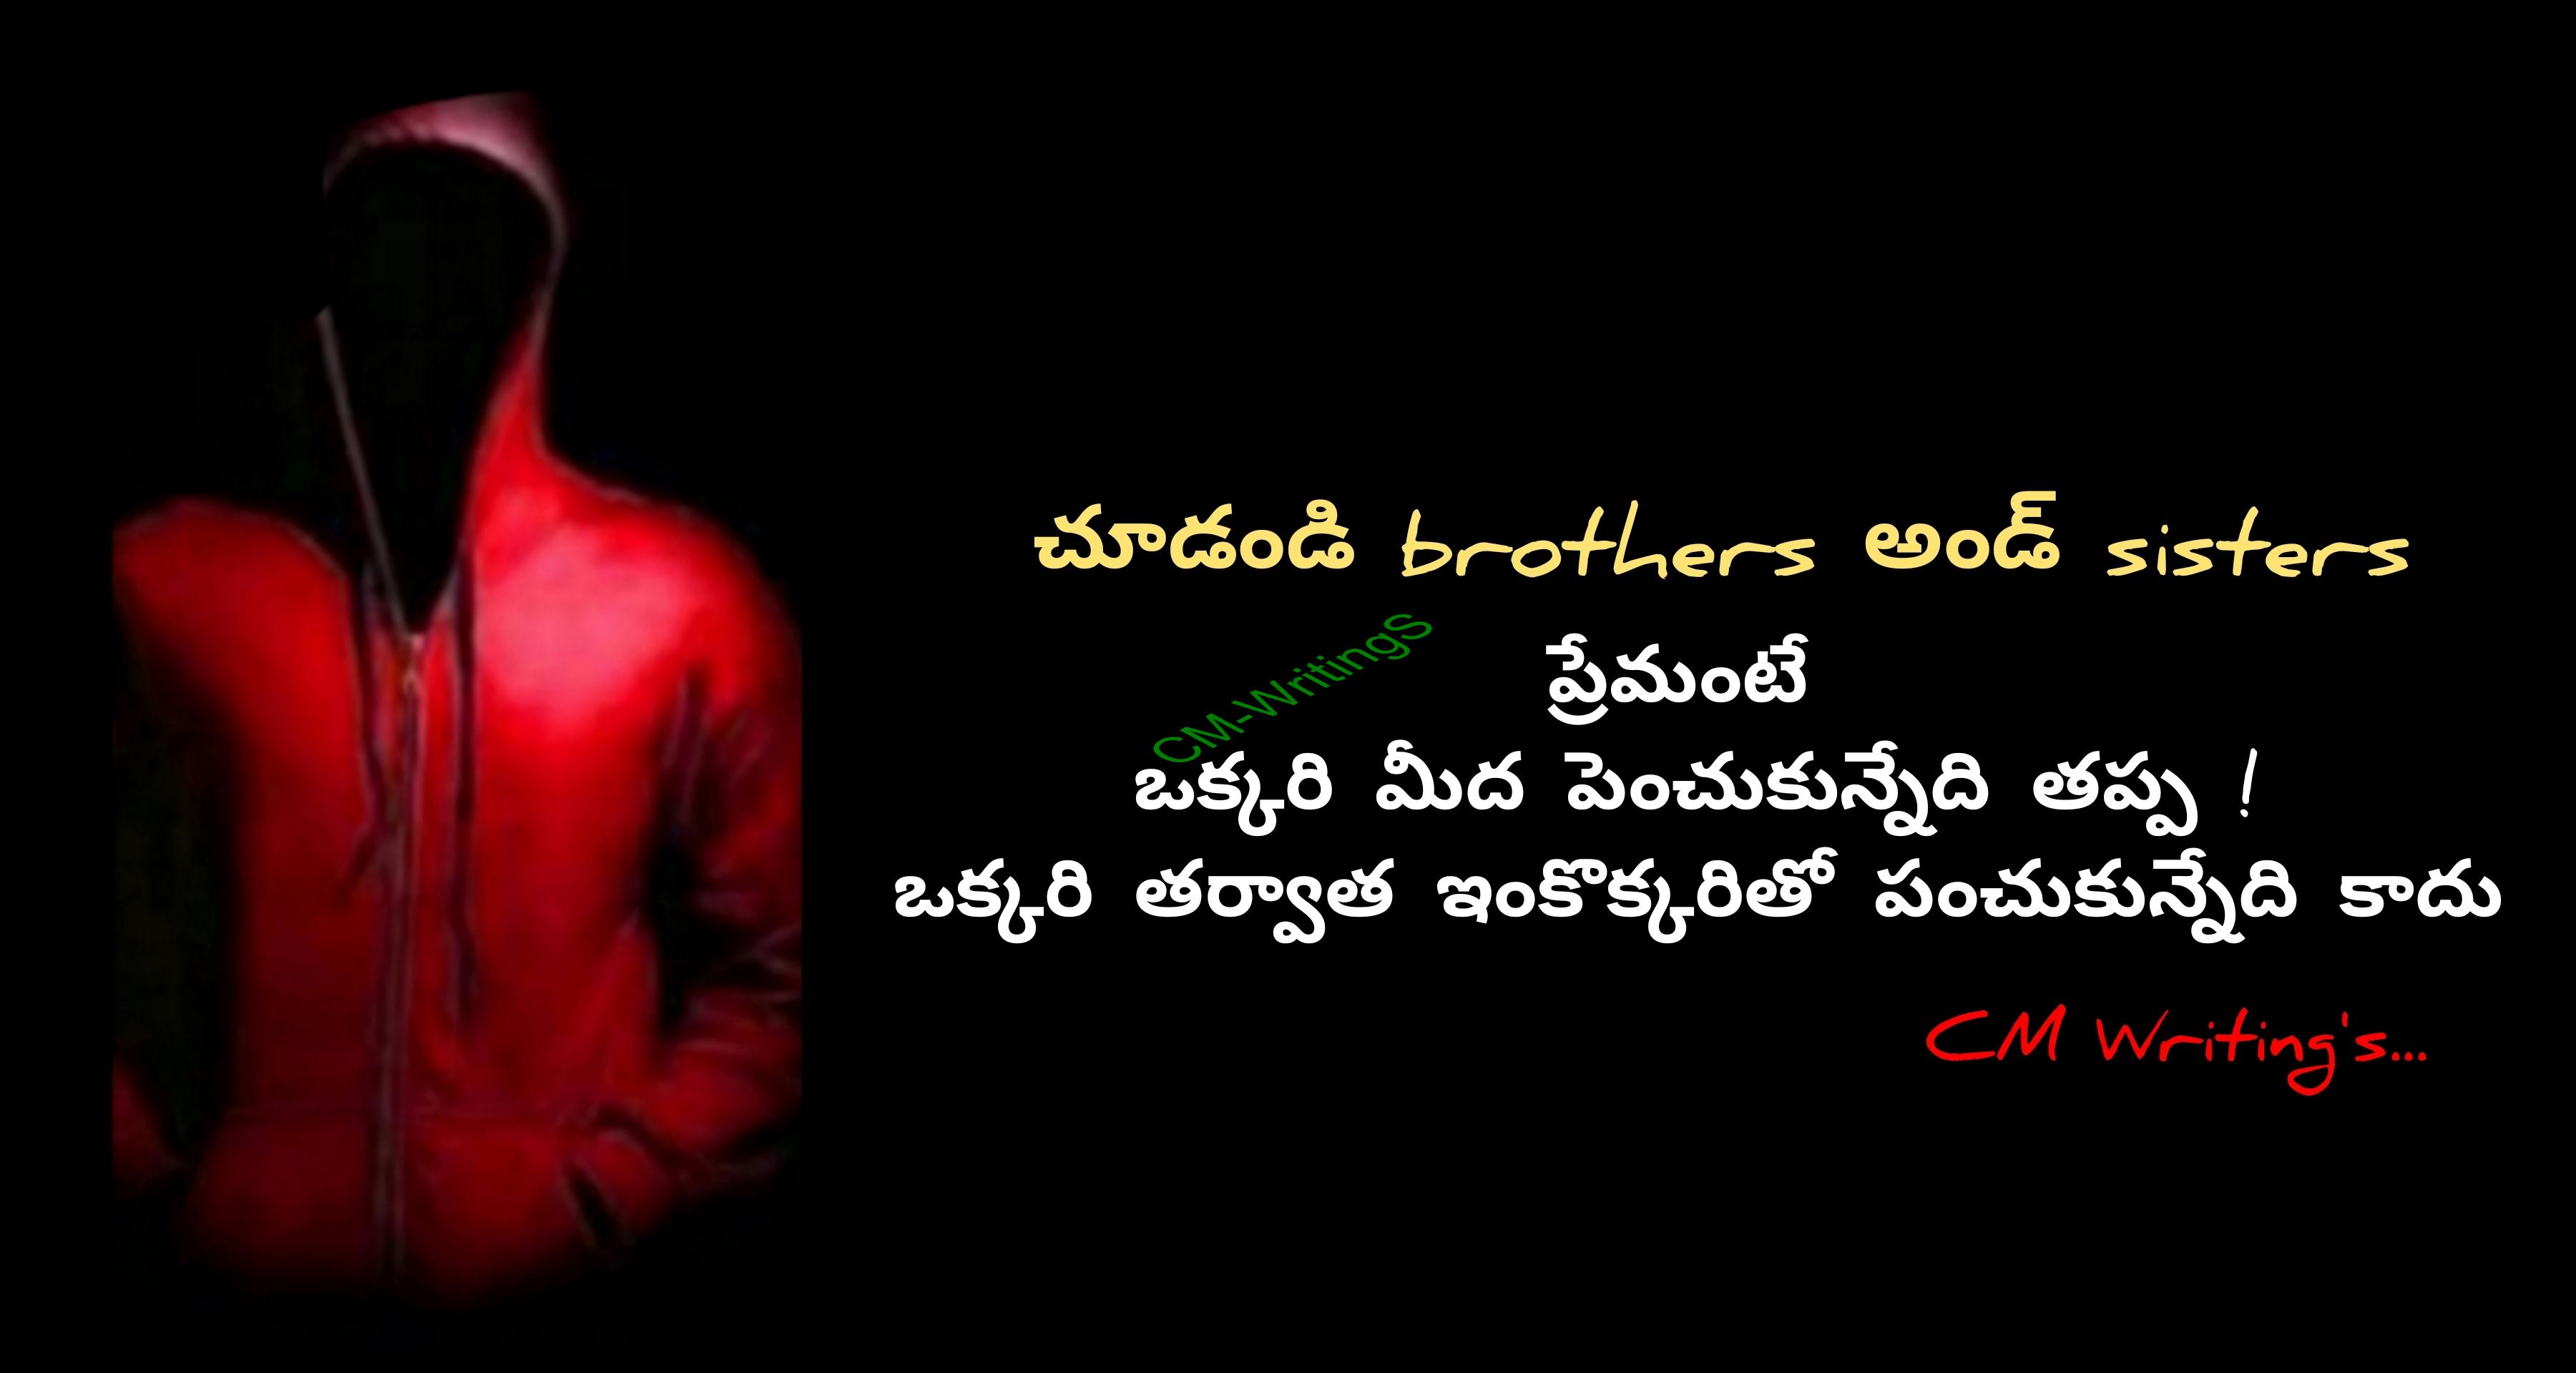 చూడండి brothers అండ్ sisters
ప్రేమంటే
CM-WritingS
ఒక్కరి మీద పెంచుకున్నేది తప్ప !
ఒక్కరి తర్వాత ఇంకొక్కరితో పంచుకున్నేది కాదు
CM Writing's...